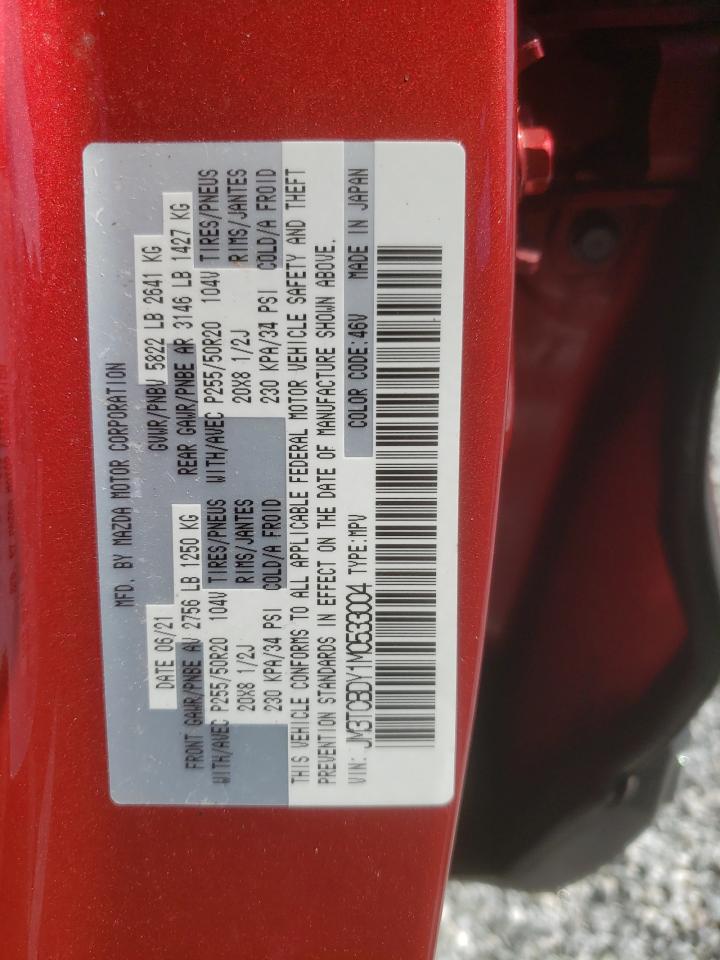 MFD. BY MAZDA MOTOR CORPORATION
DATE 06/21 GVWR/PNBV 5822 LB 2641 KG
FRONT GAWR/PNBE AV 2756 LB 1250 KG REAR GAWR/PNBE AR 3146 LB 1427 KG
WITH/AVEC P255/50R20 104V TIRES/PNEUS WITH/AVEC P255/50R20 104V TIRES/PNEUS
20X8 1/2J RIMS/JANTES 20X8 1/2J RIMS/JANTES
230 KPA/34 PSI COLD/A FROID 230 KPA/34 PSI COLD/A FROID
THIS VEHICLE CONFORMS TO ALL APPLICABLE FEDERAL MOTOR VEHICLE SAFETY AND THEFT
PREVENTION STANDARDS IN EFFECT ON THE DATE OF MANUFACTURE SHOWN ABOVE.
VIN: JM3TCBDY1M0533004 TYPE:MPV COLOR CODE:46V MADE IN JAPAN